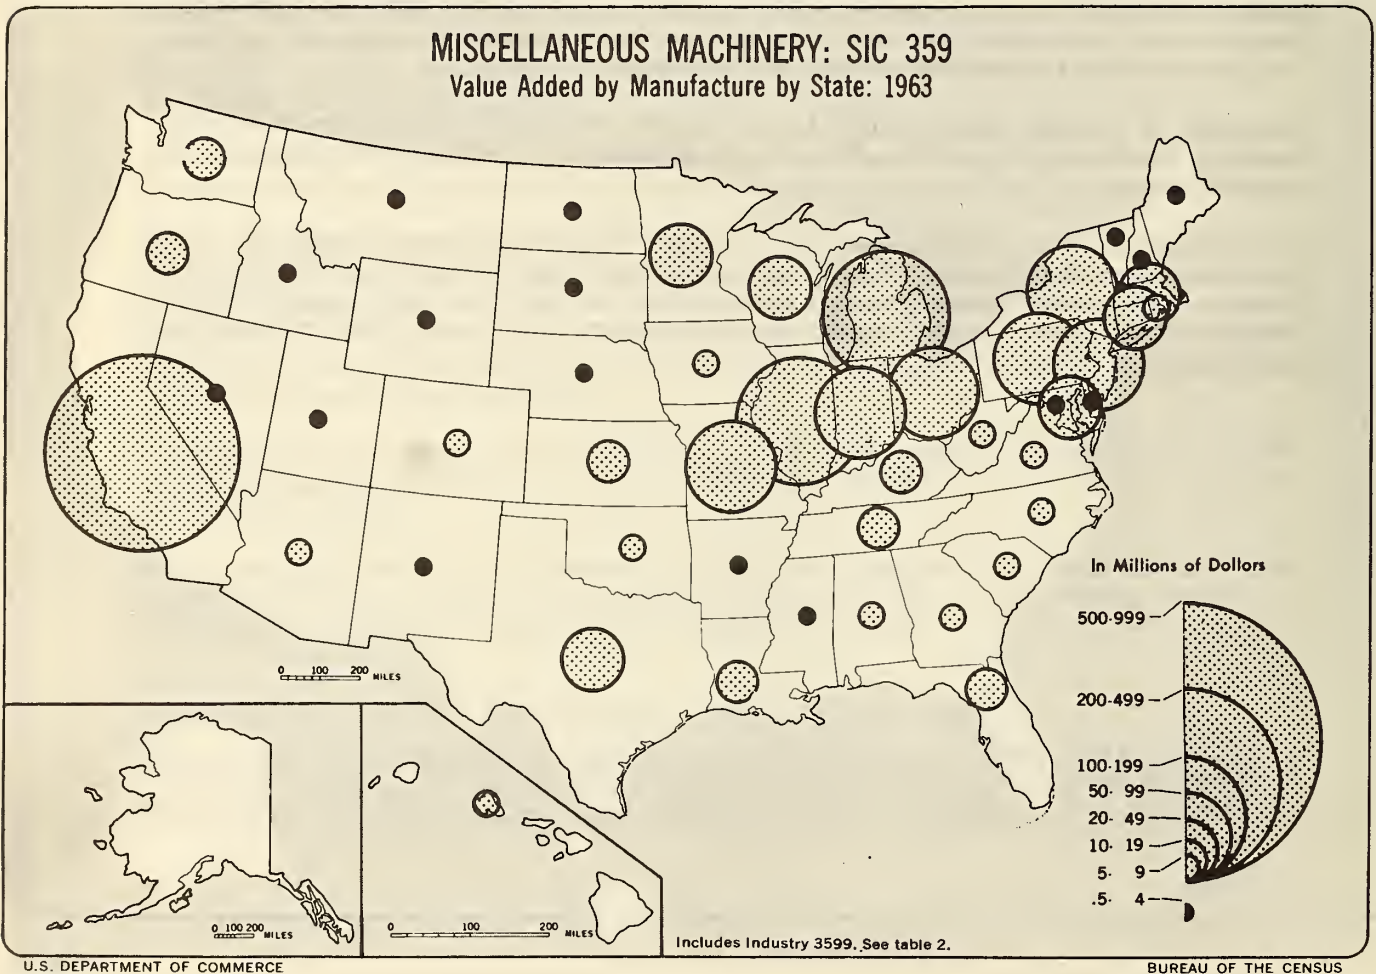 MISCELLANEOUS MACHINERY: SIC 359
Value Added by Manufacture by State: 1963
In Millions of Dollars
500-999
200-499
100-199
50- 99
20- 49
10- 19
5- 9
.5- 4
0 100 200
MILES
0 100 200
MILES
0 100 200
MILES
Includes Industry 3599. See table 2.
U.S. DEPARTMENT OF COMMERCE
BUREAU OF THE CENSUS